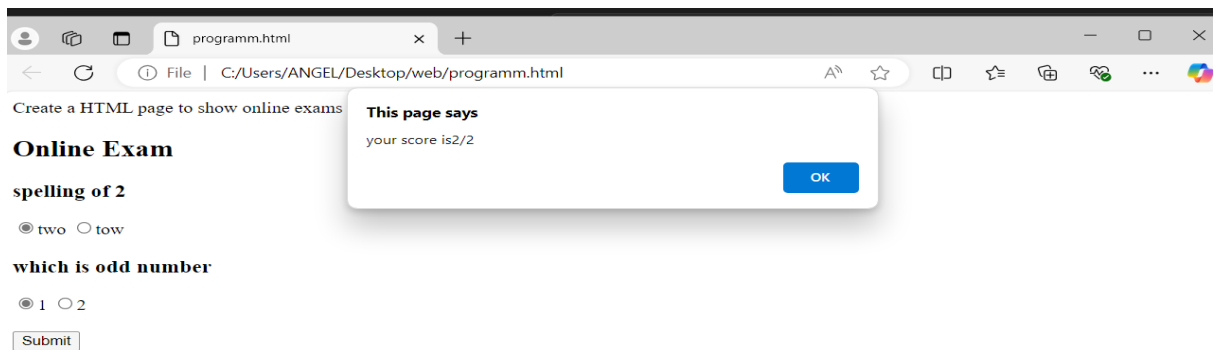 programm.html
File | C:/Users/ANGEL/Desktop/web/programm.html
Create a HTML page to show online exams
This page says
your score is2/2
OK
Online Exam
spelling of 2
two tow
which is odd number
1 2
Submit